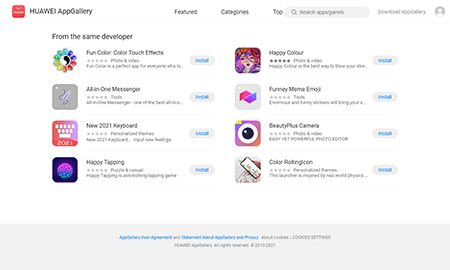 HUAWEI AppGallery
Featured
Categories
Top
Search apps/games
Download AppGallery
From the same developer
Fun Color: Color Touch Effects
Photo & video
Fun Color is a perfect app for everyone who lo...
Install
Happy Colour
Photo & video
Happy Colour is the best way to blow your stre...
Install
All-in-One Messenger
Tools
All-in-One Messenger - one of the best all-in-o...
Install
Funney Meme Emoji
Tools
Enormous and funny stickers will bring your s...
Install
2021
New 2021 Keyboard
Personalized themes
New 2021 Keyboard, Input new feelings
Install
BeautyPlus Camera
Photo & video
EASY YET POWERFUL PHOTO EDITOR
Install
Happy Tapping
Puzzle & casual
Happy Tapping is astonishing tapping game
Install
Color RollingIcon
Personalized themes
This launcher is inspired by real world physics...
Install
AppGallery User Agreement and Statement About AppGallery and Privacy About cookies | COOKIES SETTINGS
HUAWEI AppGallery. All rights reserved. © 2018-2021